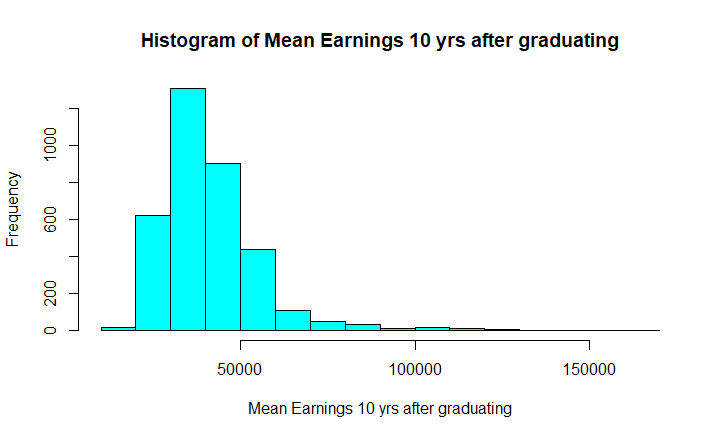 Histogram of Mean Earnings 10 yrs after graduating
Frequency
1000
600
200
0
50000
100000
150000
Mean Earnings 10 yrs after graduating